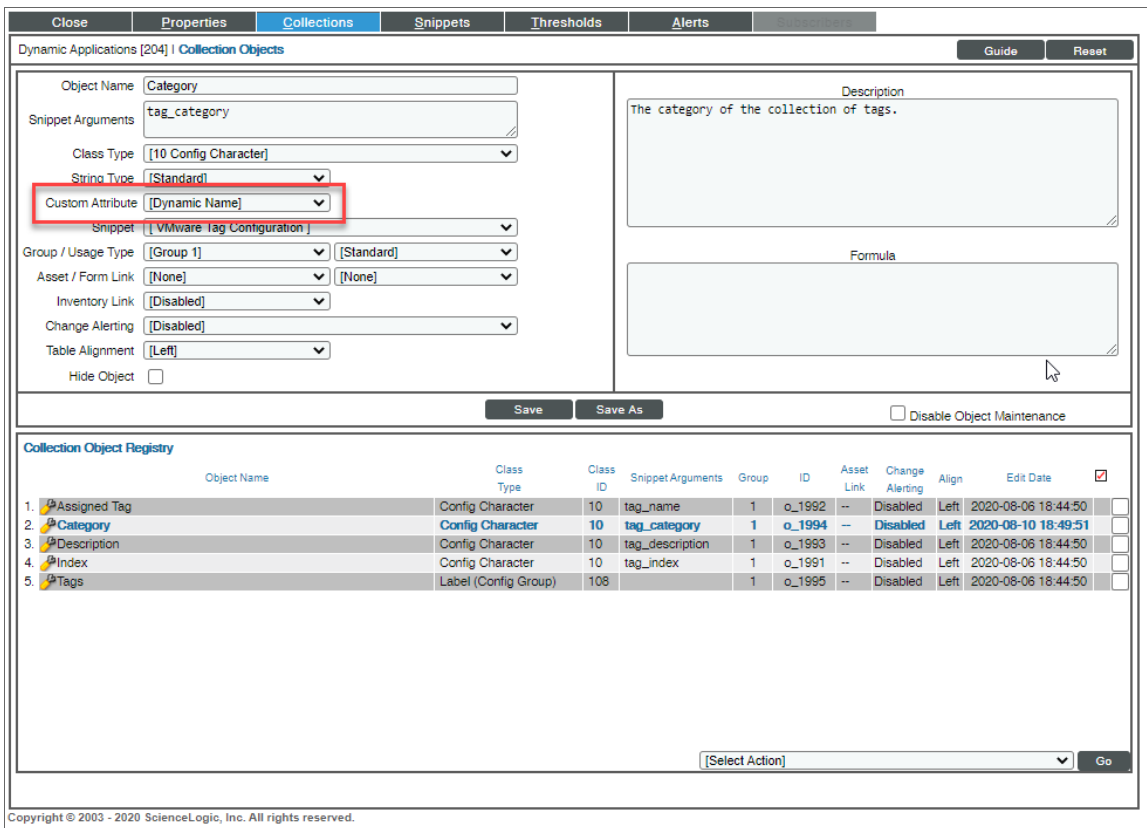 Close Properties Collections Snippets Thresholds Alerts Subscribers
Dynamic Applications [204] | Collection Objects Guide Reset
Object Name Category
Snippet Arguments tag_category
Class Type [10 Config Character]
String Type [Standard]
Custom Attribute [Dynamic Name]
Snippet [ VMware Tag Configuration ]
Group / Usage Type [Group 1] [Standard]
Asset / Form Link [None] [None]
Inventory Link [Disabled]
Change Alerting [Disabled]
Table Alignment [Left]
Hide Object
Description
The category of the collection of tags.
Formula
Save Save As Disable Object Maintenance
Collection Object Registry
Object Name Class Type Class ID Snippet Arguments Group ID Asset Link Change Alerting Align Edit Date
1. Assigned Tag Config Character 10 tag_name 1 o_1992 -- Disabled Left 2020-08-06 18:44:50
2. Category Config Character 10 tag_category 1 o_1994 -- Disabled Left 2020-08-10 18:49:51
3. Description Config Character 10 tag_description 1 o_1993 -- Disabled Left 2020-08-06 18:44:50
4. Index Config Character 10 tag_index 1 o_1991 -- Disabled Left 2020-08-06 18:44:50
5. Tags Label (Config Group) 108 1 o_1995 -- Disabled Left 2020-08-06 18:44:50
[Select Action] Go
Copyright © 2003 - 2020 ScienceLogic, Inc. All rights reserved.